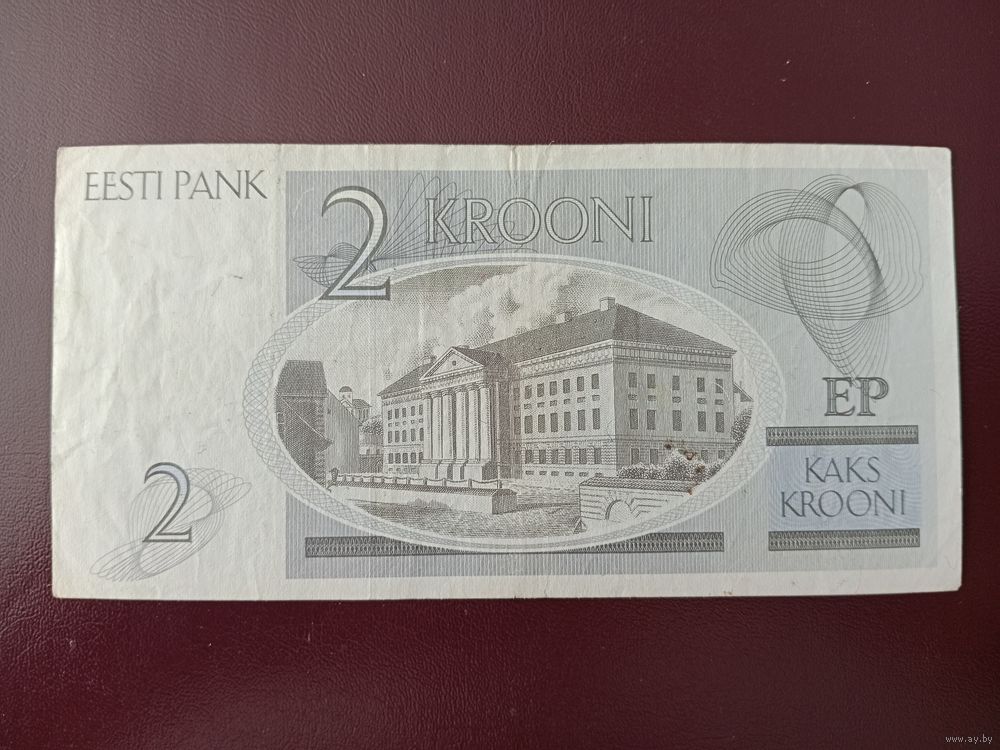 EESTI PANK
2 KROONI
EP
KAKS
KROONI
2
www.ay.by